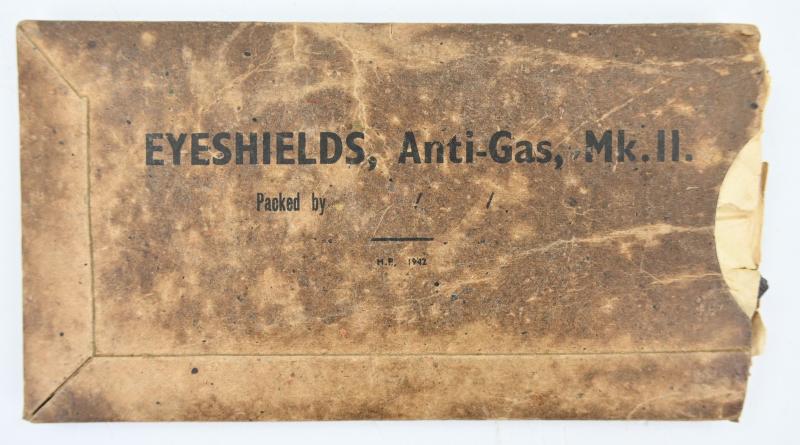 EYESHIELDS, Anti-Gas, Mk. II.
Packed by / /
M.P. 1942